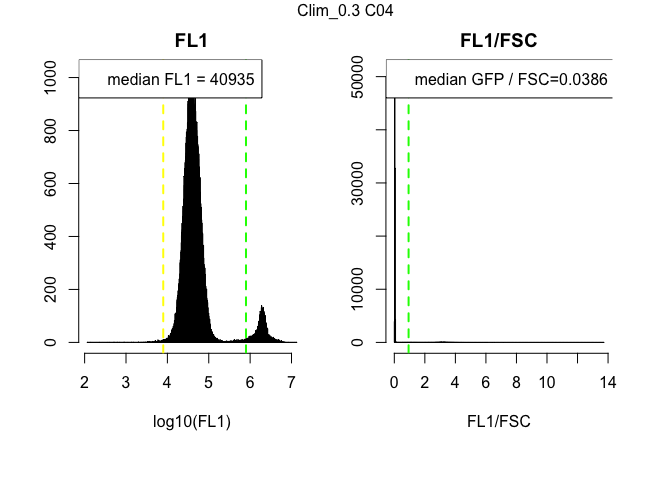 Clim_0.3 C04
FL1
FL1/FSC
median FL1 = 40935
median GFP / FSC=0.0386
1000
800
600
400
200
0
50000
30000
10000
0
2 3 4 5 6 7
0 2 4 6 8 10 14
log10(FL1)
FL1/FSC